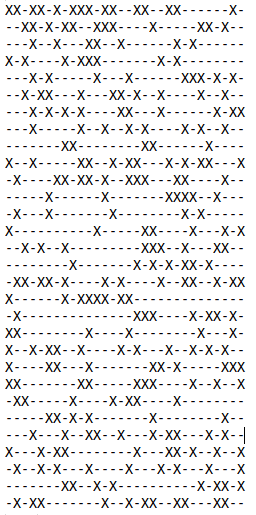 XX-XX-X-XXX-XX--XX--XX------X-
--XX-X-XX--XXX-----X----XX-X--
---X--X---XX--X------X-X------
X-X----X-XXX-------X-X--------
---X-X-----X---X------XXX-X-X-
--X-XX---X---XX-X--X----X--X--
---X-X-X-X----XX---X------X-XX
---X-----X--X--X-X----X-X--X--
-------XX--------XX------X----
X--X-----XX--X-XX---X-X-XX---X
-X----XX-XX-X--XXX---XX----X--
-----X------X-------XXXX--X---
-X---X-------X--------X-X-----
X----------X-----XX----X---X-X
--X-X--X---------XXX--X---XX--
--------X-------X-X-X-XX-X----
-XX-XX-X----X-X----XX-XX--X-XX
X------X-XXXX-XX--------------
-X--------------XXX----X-XX-X-
XX--------X----X--------X---X-
X--X-XX--X----X-X---X--X-X-X--
X----XX---X-------XX-X-----XXX
XX-------XX-----XXX----X--X--X
-XX-----X----X-XX----X--------
-----XX-X-X-------X--------X--
---X---X--XX--X---X-XX---X-X--
X---X-XX--------X---XX-X--X--X
-X--X-X---X----X---X--X--X-X--
-------XX--X-X----------X-XX-X
-X-XX--------X--X-XX--XX--XX--